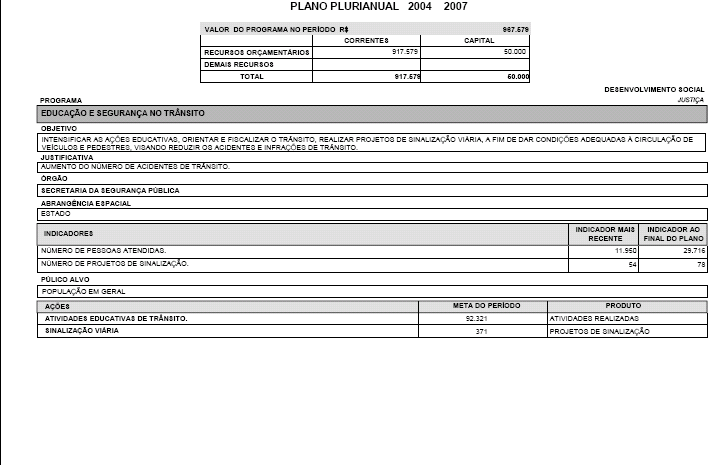 PLANO PLURIANUAL 2004 2007
VALOR DO PROGRAMA NO PERÍODO R$ 967.579
CORRENTES CAPITAL
RECURSOS ORÇAMENTÁRIOS 917.579 50.000
DEMAIS RECURSOS
TOTAL 917.579 50.000
DESENVOLVIMENTO SOCIAL
PROGRAMA JUSTIÇA
EDUCAÇÃO E SEGURANÇA NO TRÂNSITO
OBJETIVO
INTENSIFICAR AS AÇÕES EDUCATIVAS, ORIENTAR E FISCALIZAR O TRÂNSITO, REALIZAR PROJETOS DE SINALIZAÇÃO VIÁRIA, A FIM DE DAR CONDIÇÕES ADEQUADAS À CIRCULAÇÃO DE
VEÍCULOS E PEDESTRES, VISANDO REDUZIR OS ACIDENTES E INFRAÇÕES DE TRÂNSITO.
JUSTIFICATIVA
AUMENTO DO NÚMERO DE ACIDENTES DE TRÂNSITO.
ÓRGÃO
SECRETARIA DA SEGURANÇA PÚBLICA
ABRANGÊNCIA ESPACIAL
ESTADO
INDICADORES INDICADOR MAIS RECENTE INDICADOR AO FINAL DO PLANO
NÚMERO DE PESSOAS ATENDIDAS. 11.950 29.716
NÚMERO DE PROJETOS DE SINALIZAÇÃO. 54 78
PÚLICO ALVO
POPULAÇÃO EM GERAL
AÇÕES META DO PERÍODO PRODUTO
ATIVIDADES EDUCATIVAS DE TRÂNSITO. 92.321 ATIVIDADES REALIZADAS
SINALIZAÇÃO VIÁRIA 371 PROJETOS DE SINALIZAÇÃO